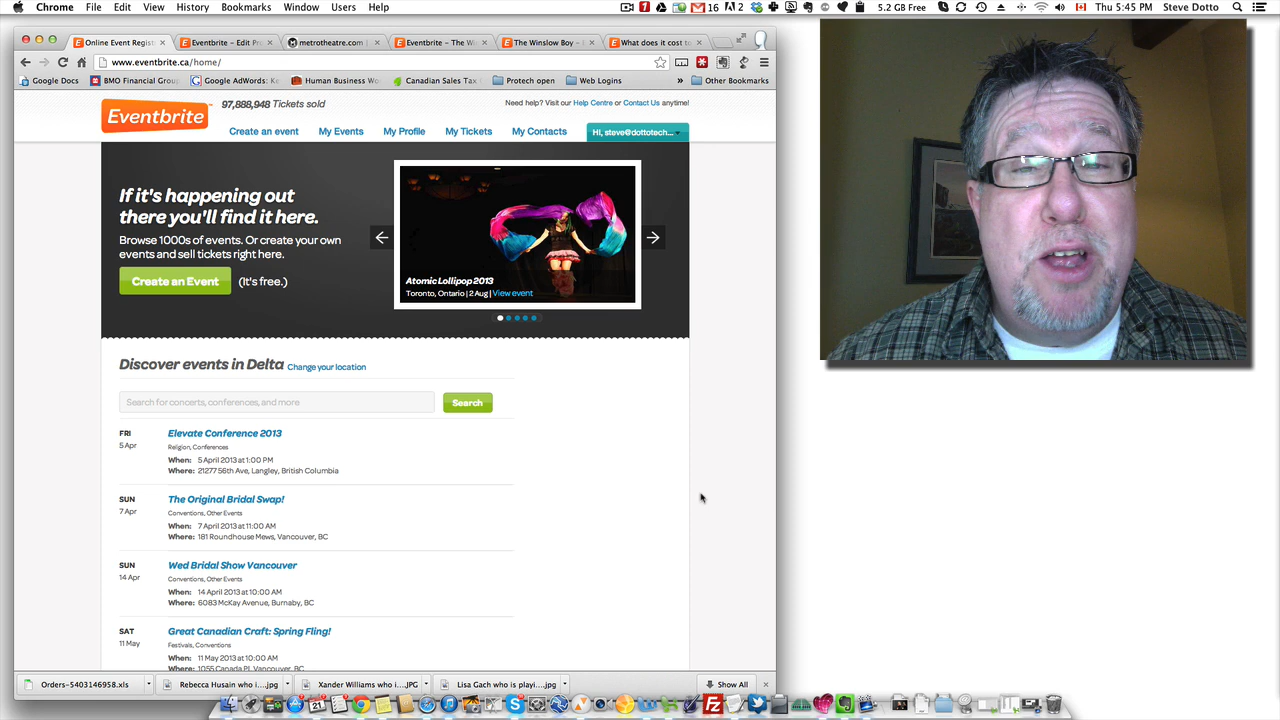 Chrome File Edit View History Bookmarks Window Users Help
16 2 5.2 GB Free Thu 5:45 PM Steve Dotto
Online Event Regist Eventbrite – Edit Pro metrotheatre.com | Eventbrite – The W The Winslow Boy – E What does it cost t
www.eventbrite.ca/home/
Google Docs BMO Financial Group Google AdWords: Ke Human Business Wo Canadian Sales Tax Protech open Web Logins » Other Bookmarks
Eventbrite
97,888,948 Tickets sold
Need help? Visit our Help Centre or Contact Us anytime!
Create an event My Events My Profile My Tickets My Contacts Hi, steve@dottotech...
If it's happening out
there you'll find it here.
Browse 1000s of events. Or create your own
events and sell tickets right here.
Create an Event (It's free.)
Atomic Lollipop 2013
Toronto, Ontario | 2 Aug | View event
Discover events in Delta Change your location
Search for concerts, conferences, and more Search
FRI
5 Apr
Elevate Conference 2013
Religion, Conferences
When: 5 April 2013 at 1:00 PM
Where: 21277 56th Ave, Langley, British Columbia
SUN
7 Apr
The Original Bridal Swap!
Conventions, Other Events
When: 7 April 2013 at 11:00 AM
Where: 181 Roundhouse Mews, Vancouver, BC
SUN
14 Apr
Wed Bridal Show Vancouver
Conventions, Other Events
When: 14 April 2013 at 10:00 AM
Where: 6083 McKay Avenue, Burnaby, BC
SAT
11 May
Great Canadian Craft: Spring Fling!
Festivals, Conventions
When: 11 May 2013 at 10:00 AM
Where: 1055 Canada Pl, Vancouver, BC
Orders-5403146958.xls Rebecca Husain who i....jpg Xander Williams who i....JPG Lisa Gach who is playi....jpg Show All